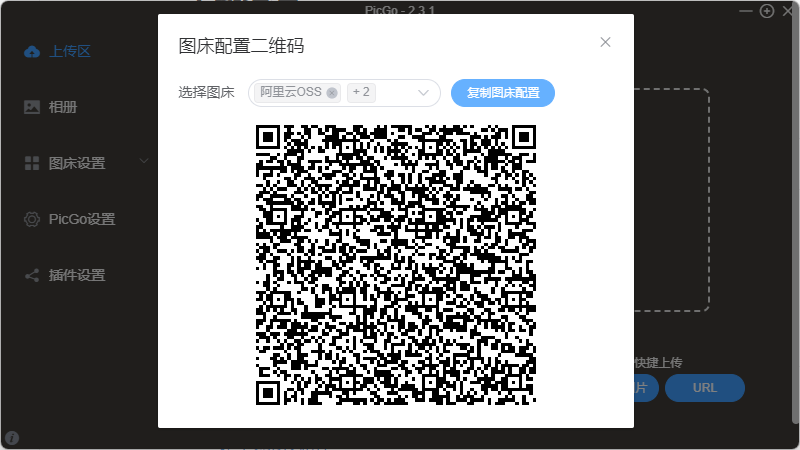 PicGo - 2.3.1
上传区
相册
图床设置
PicGo设置
插件设置
图床配置二维码
选择图床
阿里云OSS
+ 2
复制图床配置
快捷上传
片
URL